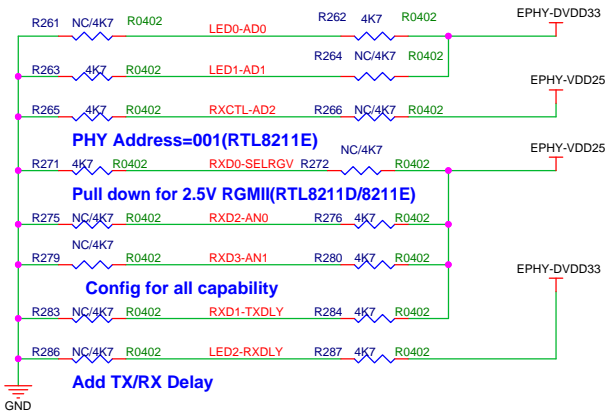 R261 NC/4K7 R0402 LED0-AD0 R262 4K7 R0402 EPHY-DVDD33
R263 4K7 R0402 LED1-AD1 R264 NC/4K7 R0402
EPHY-VDD25
R265 4K7 R0402 RXCTL-AD2 R266 NC/4K7 R0402
PHY Address=001(RTL8211E)
EPHY-VDD25
R271 4K7 R0402 RXD0-SELRGV R272 NC/4K7 R0402
Pull down for 2.5V RGMII(RTL8211D/8211E)
R275 NC/4K7 R0402 RXD2-AN0 R276 4K7 R0402
R279 NC/4K7 R0402 RXD3-AN1 R280 4K7 R0402
EPHY-DVDD33
Config for all capability
R283 NC/4K7 R0402 RXD1-TXDLY R284 4K7 R0402
R286 NC/4K7 R0402 LED2-RXDLY R287 4K7 R0402
Add TX/RX Delay
GND